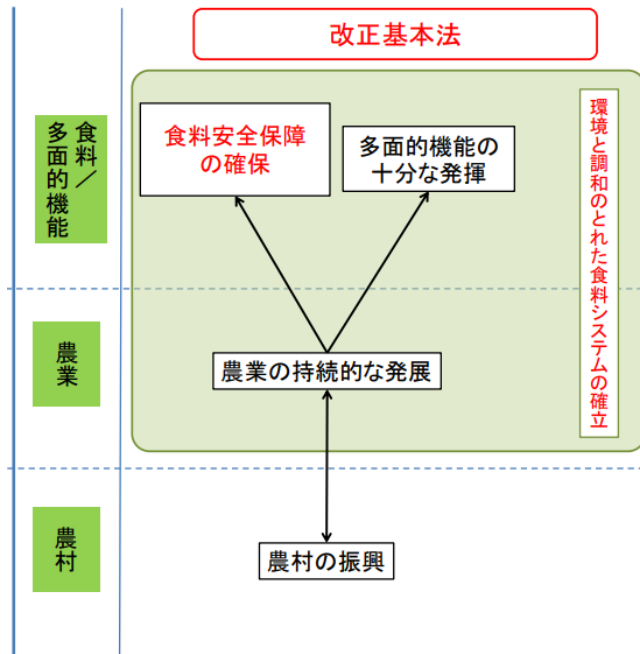 改正基本法
食料／
多面的機能
食料安全保障
の確保
多面的機能の
十分な発揮
環境と調和のとれた食料システムの確立
農業
農業の持続的な発展
農村
農村の振興